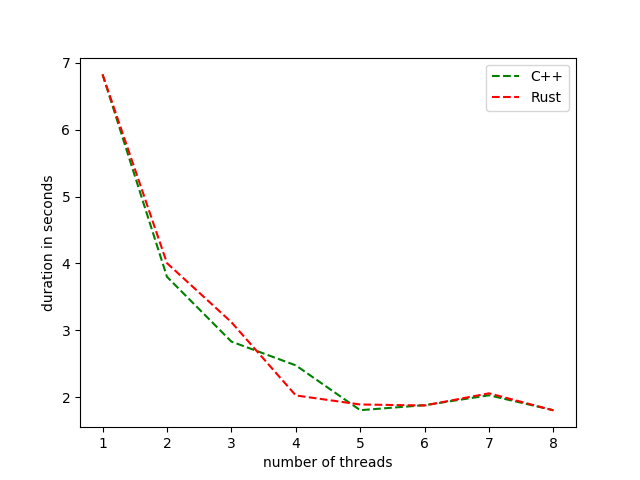 7
6
5
4
3
2
duration in seconds
C++
Rust
1 2 3 4 5 6 7 8
number of threads